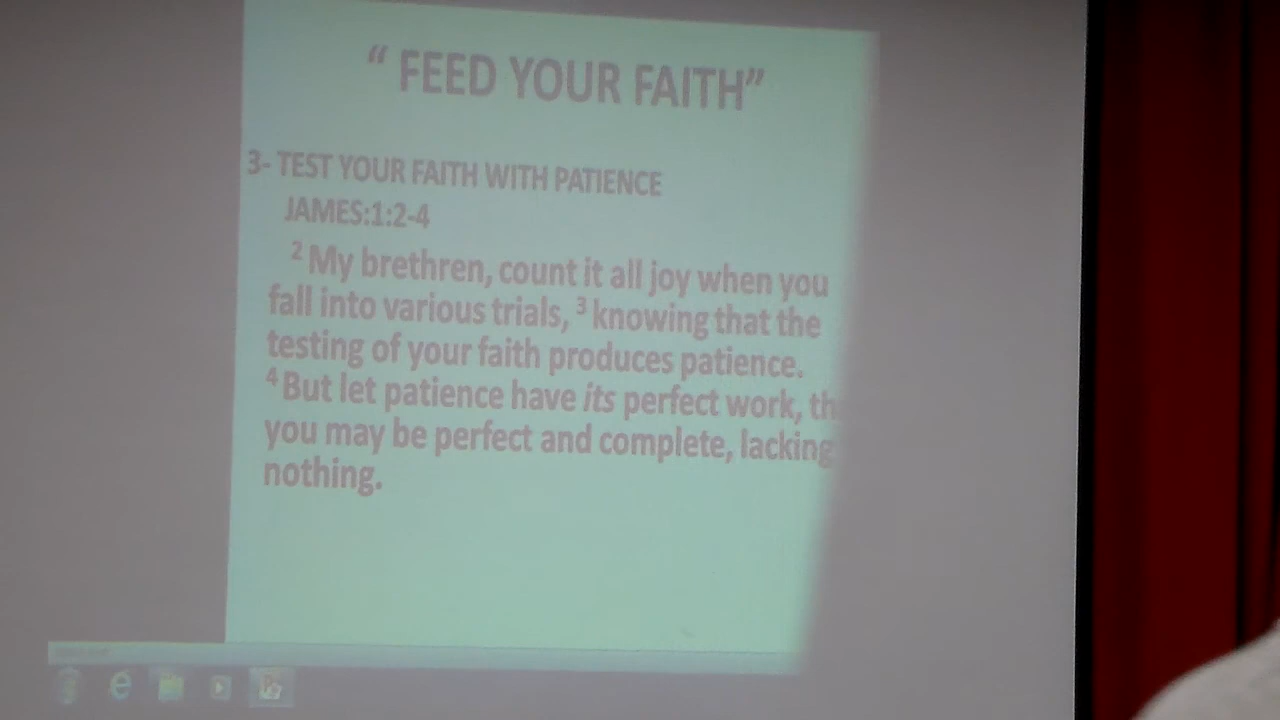 “ FEED YOUR FAITH”
3- TEST YOUR FAITH WITH PATIENCE
JAMES:1:2-4
2 My brethren, count it all joy when you
fall into various trials, 3 knowing that the
testing of your faith produces patience.
4 But let patience have its perfect work, th
you may be perfect and complete, lacking
nothing.